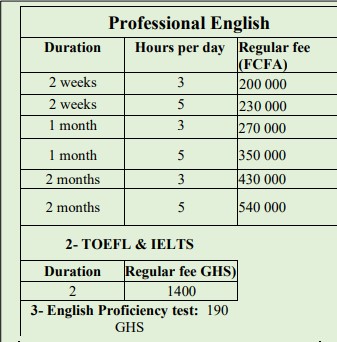 Professional English
Duration Hours per day Regular fee (FCFA)
2 weeks 3 200 000
2 weeks 5 230 000
1 month 3 270 000
1 month 5 350 000
2 months 3 430 000
2 months 5 540 000
2- TOEFL & IELTS
Duration Regular fee GHS)
2 1400
3- English Proficiency test: 190
GHS